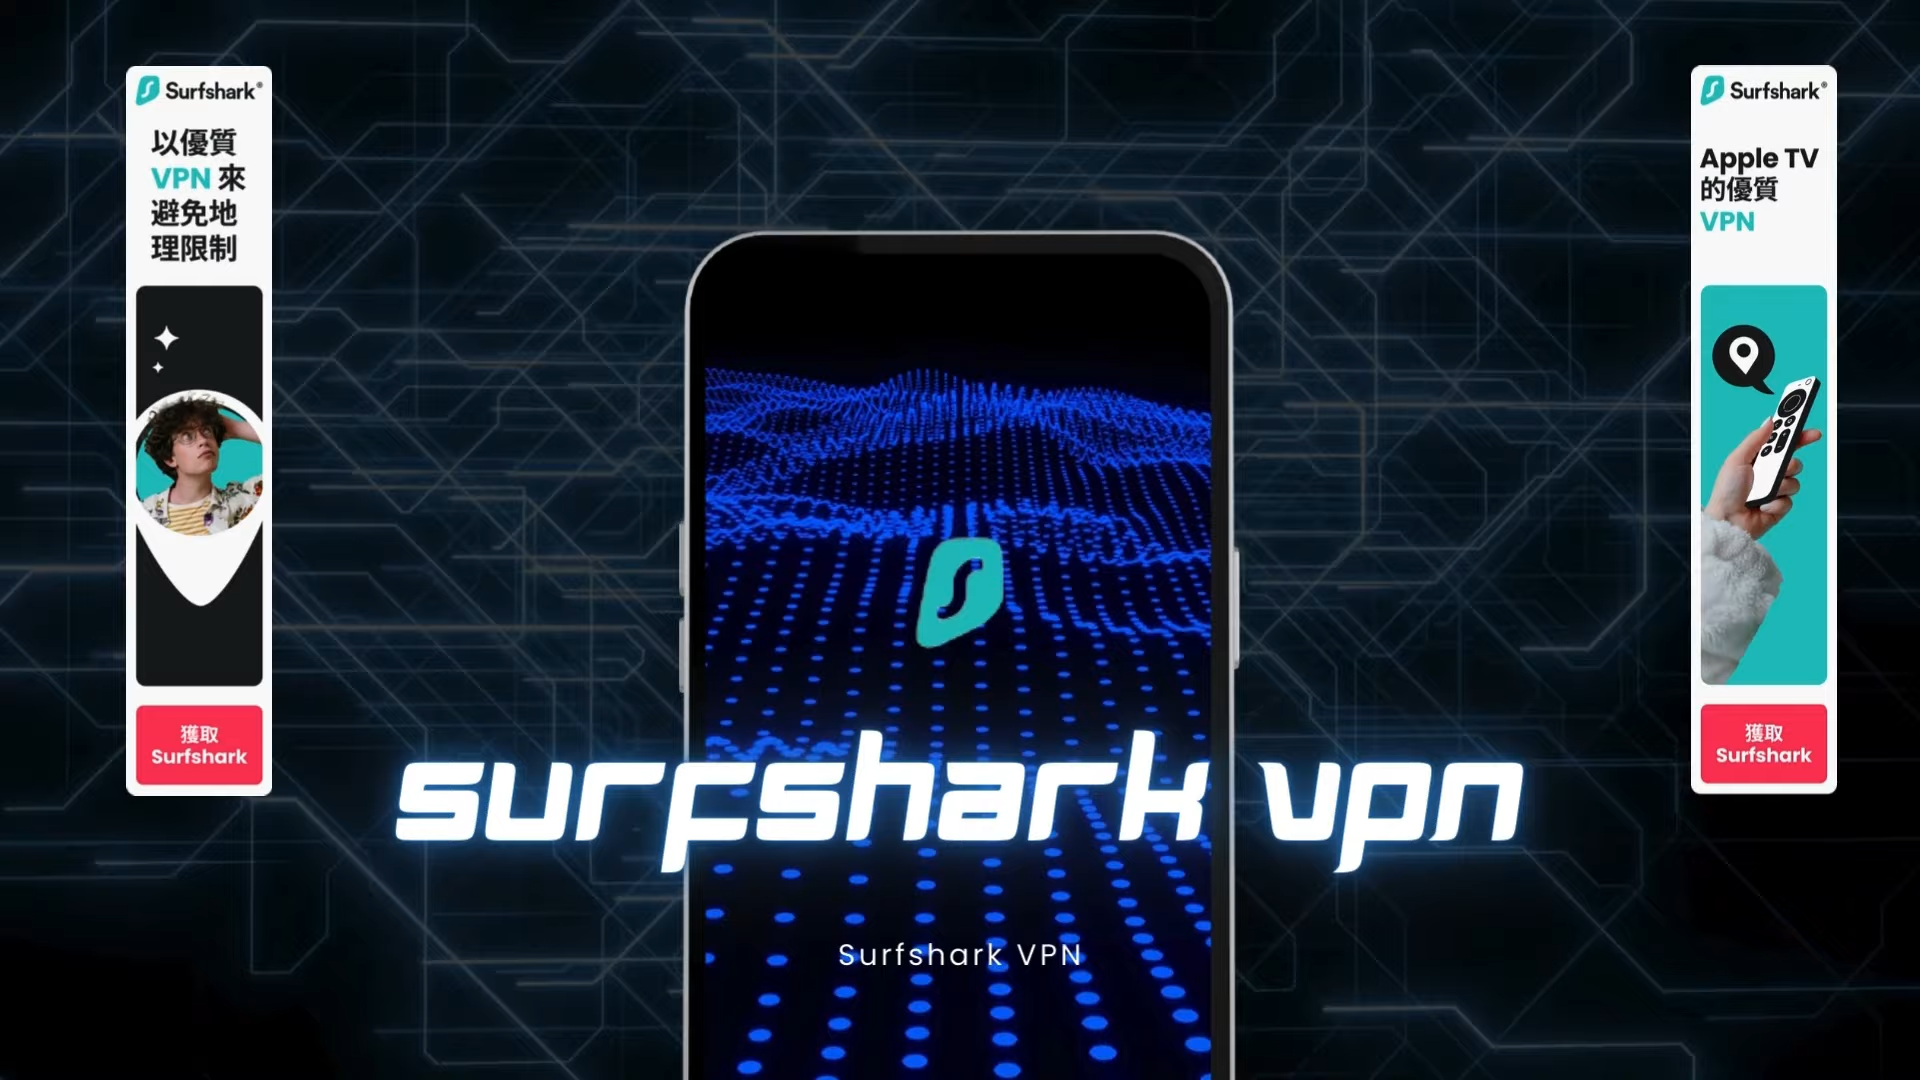 Surfshark®
以優質
VPN 來
避免地
理限制
獲取
Surfshark
Surfshark®
Apple TV
的優質
VPN
獲取
Surfshark
surfshark vpn
Surfshark VPN